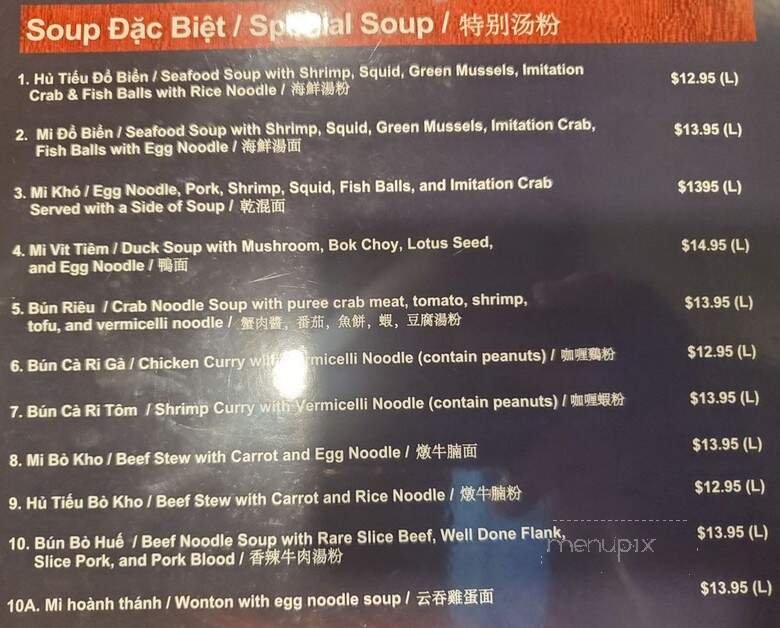 Soup Đặc Biệt / Special Soup / 特別汤粉
1. Hủ Tiếu Đồ Biển / Seafood Soup with Shrimp, Squid, Green Mussels, Imitation
Crab & Fish Balls with Rice Noodle / 海鮮湯粉
$12.95 (L)
2. Mi Đồ Biển / Seafood Soup with Shrimp, Squid, Green Mussels, Imitation Crab,
Fish Balls with Egg Noodle / 海鮮湯面
$13.95 (L)
3. Mi Khó / Egg Noodle, Pork, Shrimp, Squid, Fish Balls, and Imitation Crab
Served with a Side of Soup / 乾混面
$1395 (L)
4. Mi Vit Tiêm / Duck Soup with Mushroom, Bok Choy, Lotus Seed,
and Egg Noodle / 鴨面
$14.95 (L)
5. Bún Riêu / Crab Noodle Soup with puree crab meat, tomato, shrimp,
tofu, and vermicelli noodle / 蟹肉醬, 番茄, 魚餅, 蝦, 豆腐湯粉
$13.95 (L)
6. Bún Cà Ri Gà / Chicken Curry with Vermicelli Noodle (contain peanuts) / 咖喱鷄粉
$12.95 (L)
7. Bún Cà Ri Tôm / Shrimp Curry with Vermicelli Noodle (contain peanuts) / 咖喱蝦粉
$13.95 (L)
8. Mi Bò Kho / Beef Stew with Carrot and Egg Noodle / 燉牛腩面
$13.95 (L)
9. Hủ Tiếu Bò Kho / Beef Stew with Carrot and Rice Noodle / 燉牛腩粉
$12.95 (L)
10. Bún Bò Huế / Beef Noodle Soup with Rare Slice Beef, Well Done Flank,
Slice Pork, and Pork Blood / 香辣牛肉湯粉
$13.95 (L)
10A. Mi hoành thánh / Wonton with egg noodle soup / 云吞雞蛋面
$13.95 (L)
menupix